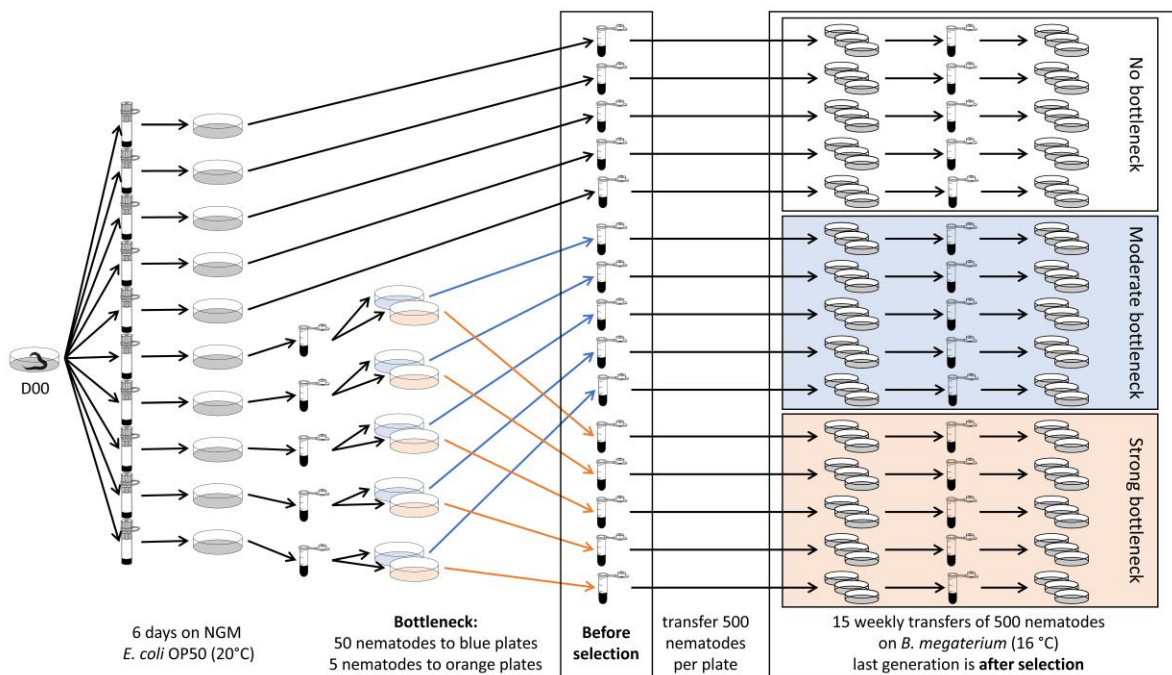 No bottleneck
Moderate bottleneck
Strong bottleneck
D00
6 days on NGM
E. coli OP50 (20°C)
Bottleneck:
50 nematodes to blue plates
5 nematodes to orange plates
Before
selection
transfer 500
nematodes
per plate
15 weekly transfers of 500 nematodes
on B. megaterium (16 °C)
last generation is after selection